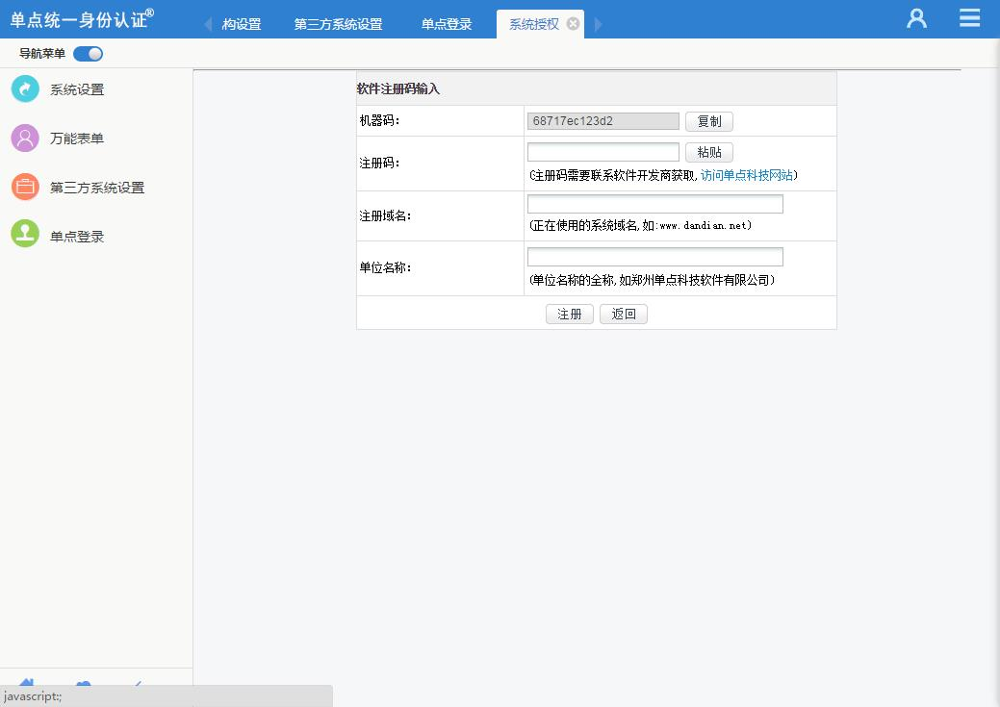 单点统一身份认证®
构设置 第三方系统设置 单点登录 系统授权
导航菜单
系统设置
万能表单
第三方系统设置
单点登录
软件注册码输入
机器码: 68717ec123d2 复制
注册码: 粘贴
(注册码需要联系软件开发商获取,访问单点科技网站)
注册域名:
(正在使用的系统域名,如:www.dandian.net)
单位名称:
(单位名称的全称,如郑州单点科技软件有限公司)
注册 返回
javascript:;